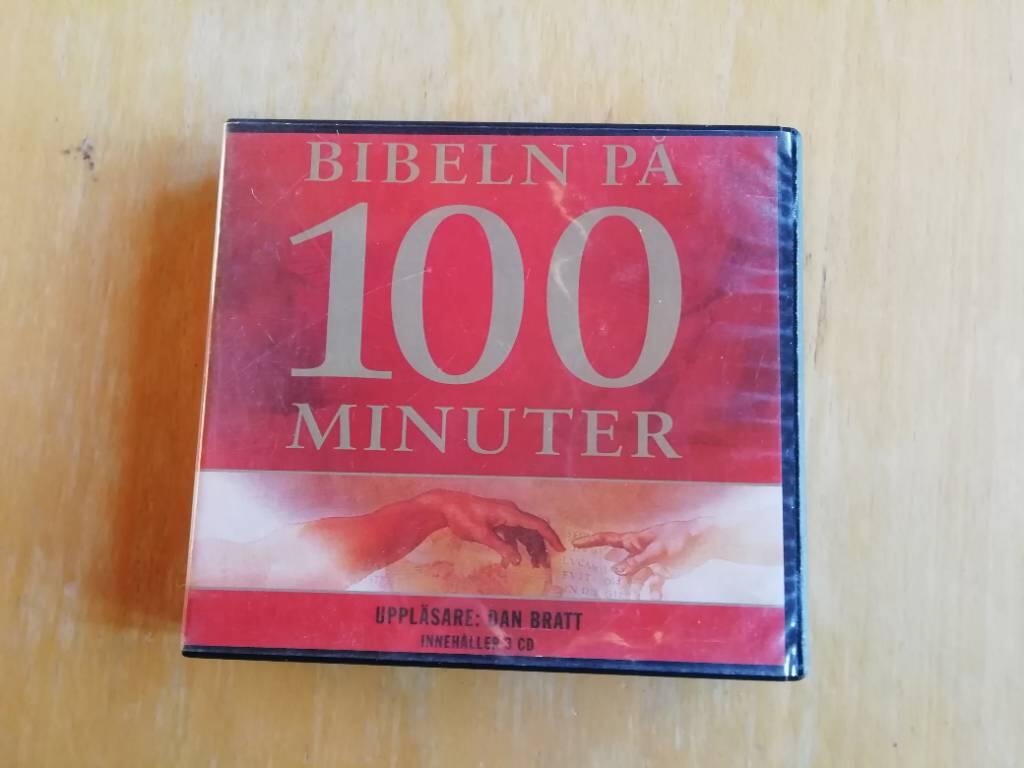 BIBELN PÅ
100
MINUTER
UPPLÄSARE: DAN BRATT
INNEHÅLLER 3 CD